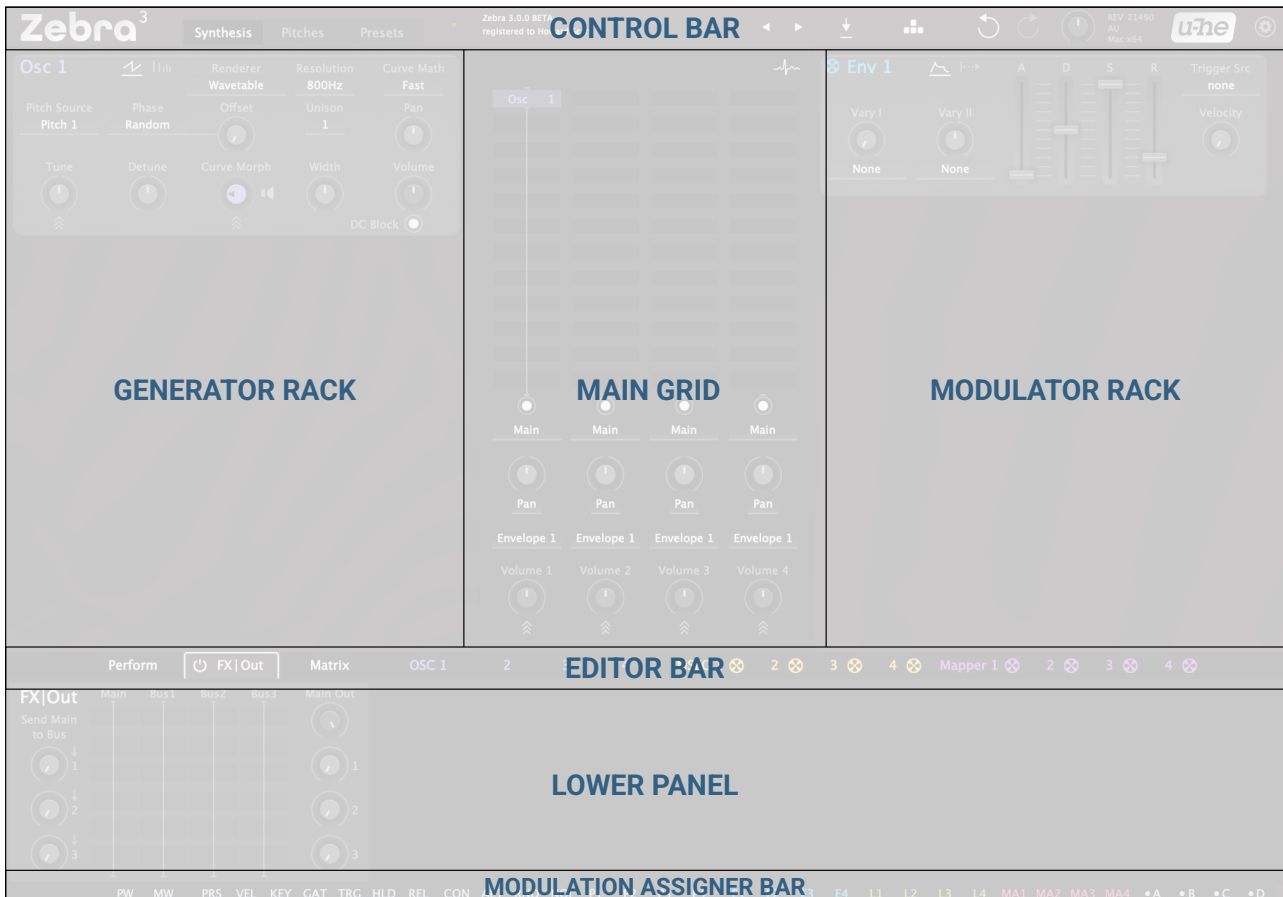 Zebra 3
Synthesis Pitches Presets
Zebra 3.0.0 BETA
registered to
CONTROL BAR
REV 21490
AU
Mac x64
u-he
Osc 1 Renderer Resolution Curve Math
Wavetable 800Hz Fast
Pitch Source Phase Offset Unison Pan
Pitch 1 Random 1
Tune Detune Curve Morph Width Volume
DC Block
GENERATOR RACK
Osc 1
MAIN GRID
Main Main Main Main
Pan Pan Pan Pan
Envelope 1 Envelope 1 Envelope 1 Envelope 1
Volume 1 Volume 2 Volume 3 Volume 4
Env 1 A D S R Trigger Src
none
Vary I Vary II Velocity
None None
MODULATOR RACK
Perform FX|Out Matrix OSC 1 2
EDITOR BAR
2 3 4 Mapper 1 2 3 4
FX|Out Main Bus1 Bus2 Bus3 Main Out
Send Main
to Bus
1 1
2 2
3 3
LOWER PANEL
PW MW PRS VEL KEY GAT TRG HLD REL CON
MODULATION ASSIGNER BAR
E4 L1 L2 L3 L4 MA1 MA2 MA3 MA4 •A •B •C •D